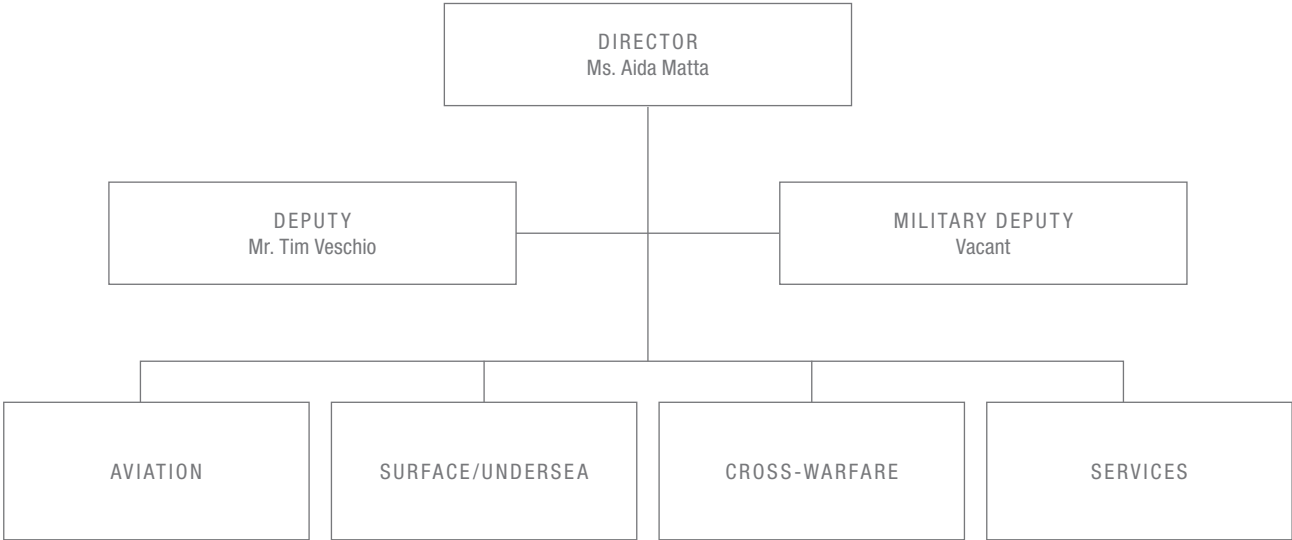 DIRECTOR
Ms. Aida Matta
DEPUTY
Mr. Tim Veschio
MILITARY DEPUTY
Vacant
AVIATION
SURFACE/UNDERSEA
CROSS-WARFARE
SERVICES